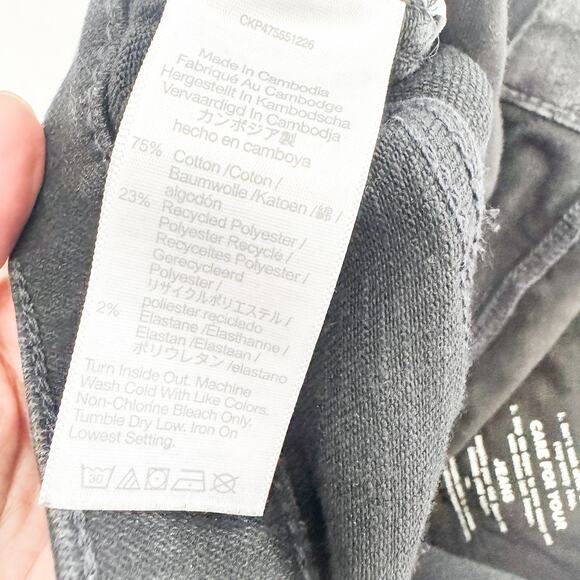 CKP475551226
Made In Cambodia
Fabriqué Au Cambodge
Hergestellt In Kambodscha
Vervaardigd In Cambodja
カンボジア製
hecho en camboya
75% Cotton /Coton /
Baumwolle /Katoen /綿 /
algodón
23% Recycled Polyester /
Polyester Recyclé /
Recyceltes Polyester /
Gerecycleerd
Polyester /
リサイクルポリエステル /
poliester reciclado
2% Elastane /Elasthanne /
Elastan /Elastaan /
ポリウレタン /elastano
Turn Inside Out. Machine
Wash Cold With Like Colors.
Non-Chlorine Bleach Only.
Tumble Dry Low. Iron On
Lowest Setting.
30
CARE FOR YOUR
JEANS